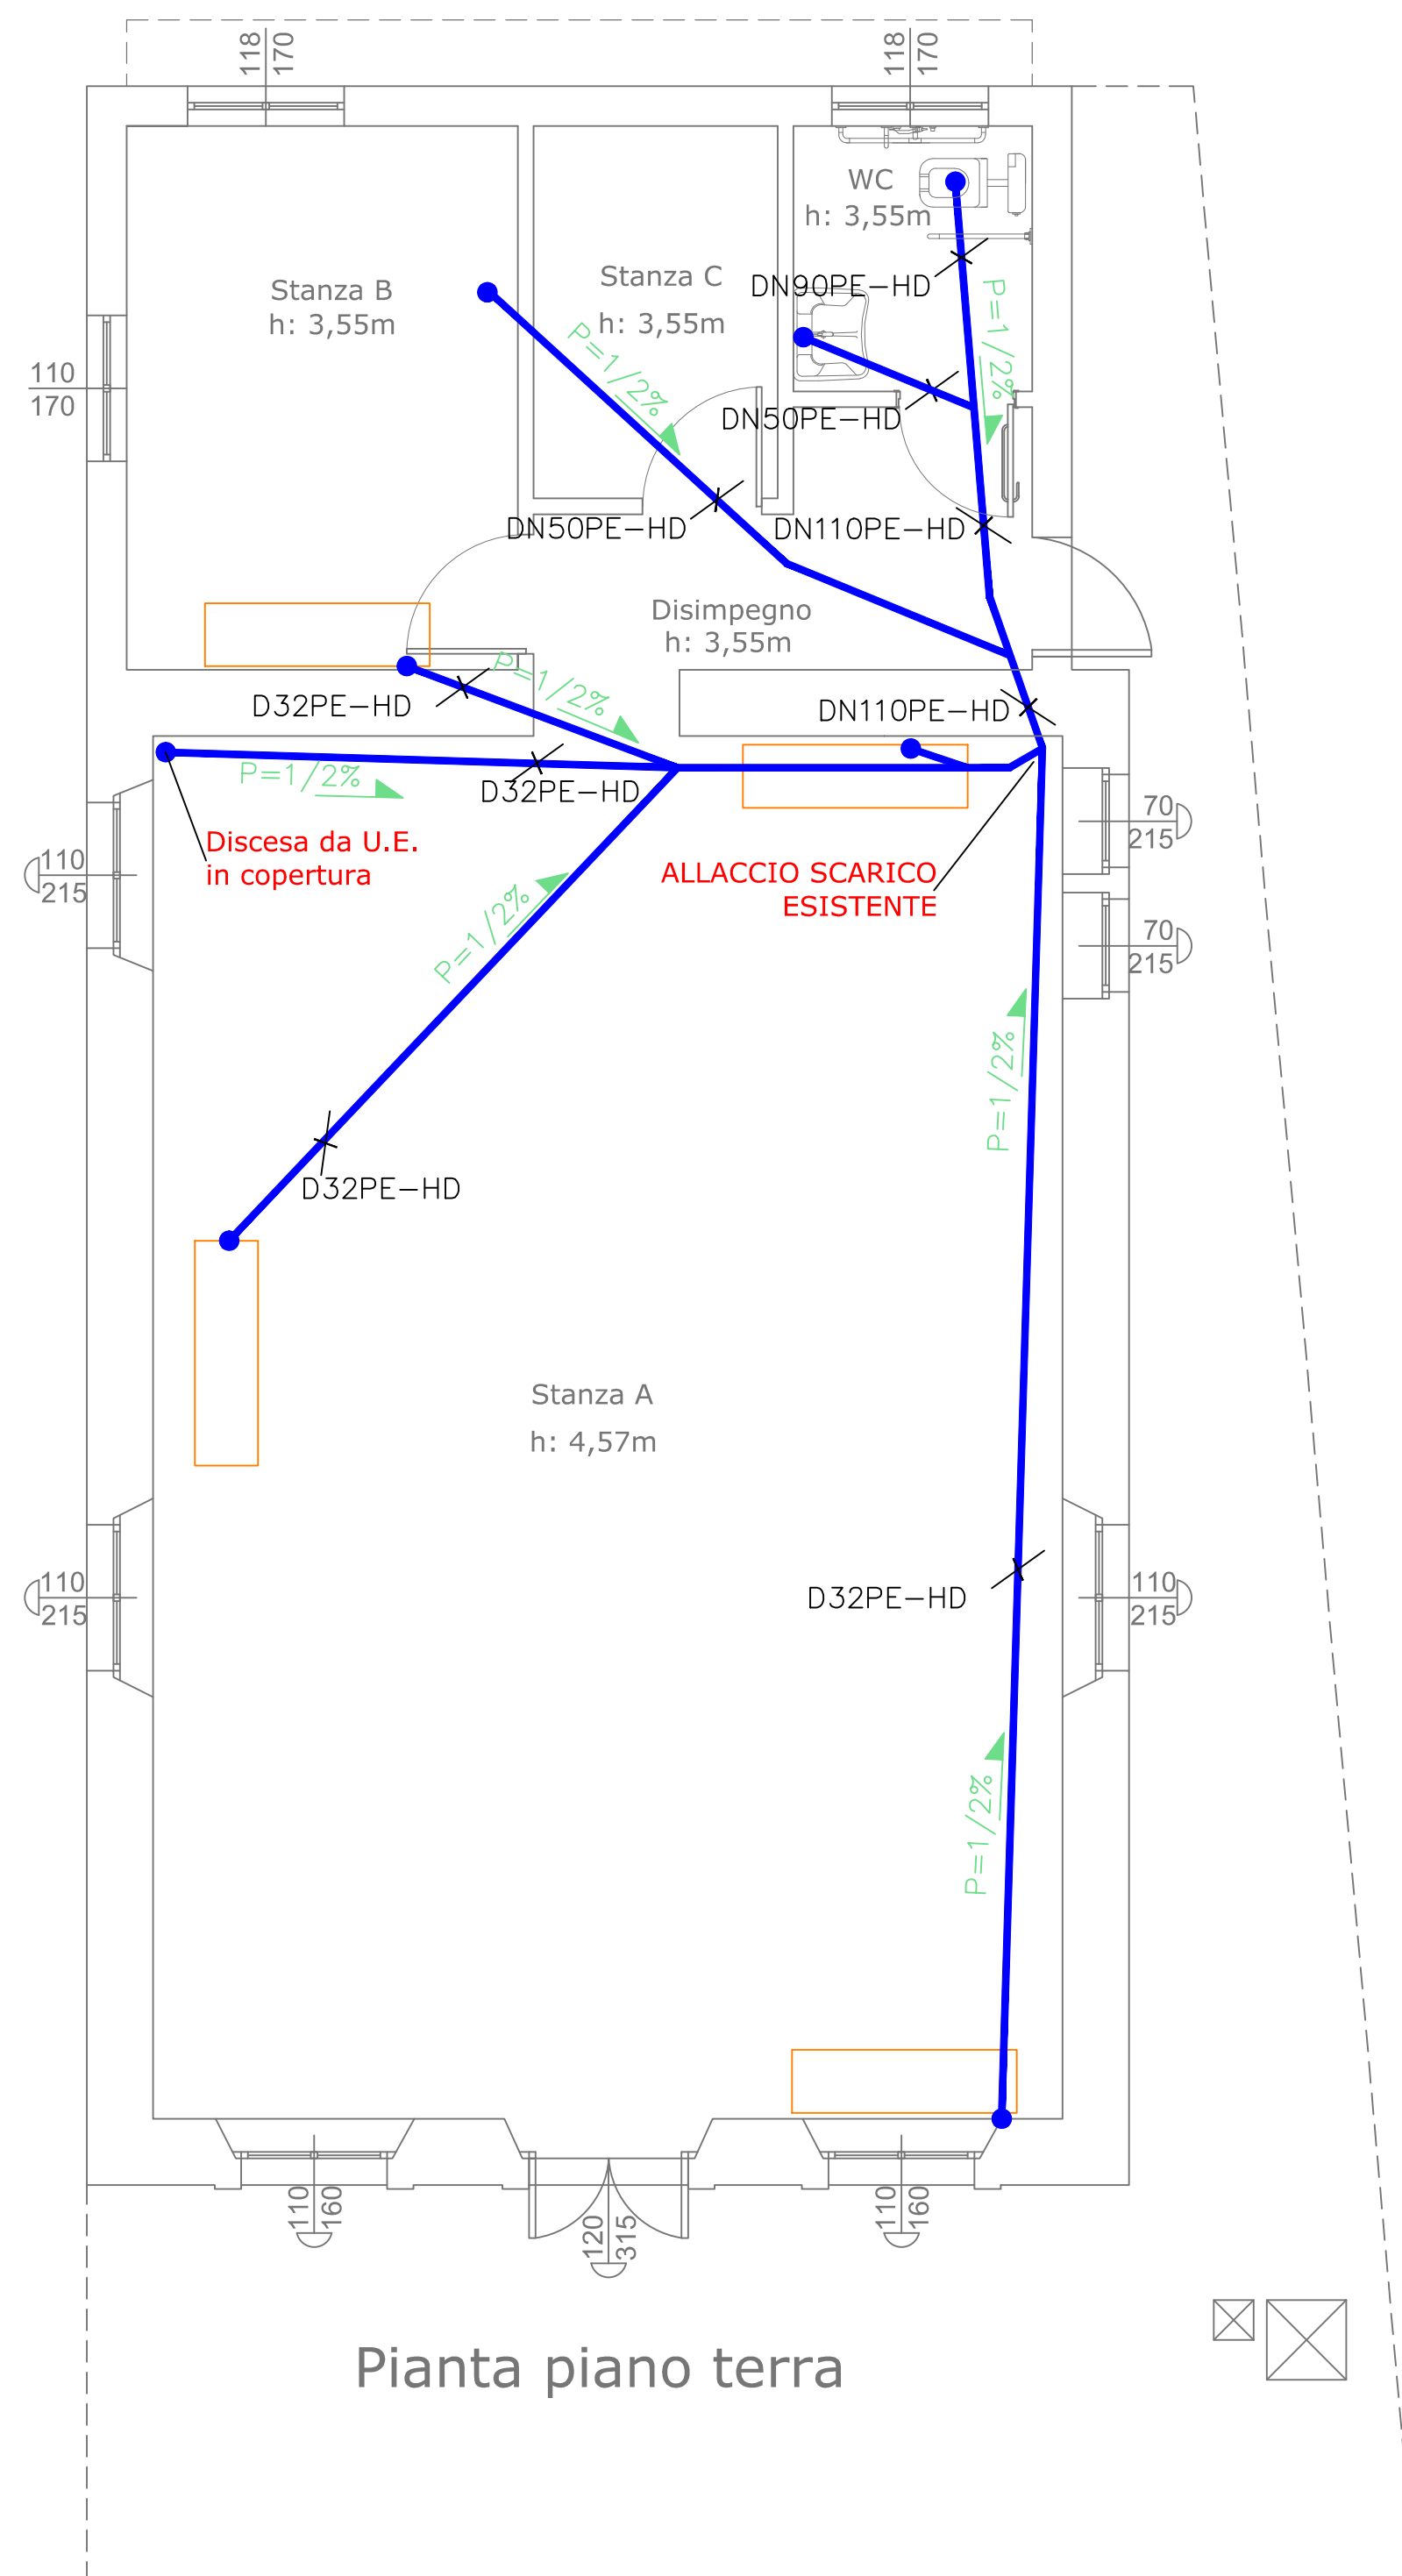 118
170
118
170
WC
h: 3,55m
Stanza C
h: 3,55m
Stanza B
h: 3,55m
DN90PE-HD
P=1/2%
P=1/2%
110
170
DN50PE-HD
DN50PE-HD
DN110PE-HD
Disimpegno
h: 3,55m
P=1/2%
D32PE-HD
DN110PE-HD
P=1/2%
D32PE-HD
70
215
Discesa da U.E.
in copertura
110
215
ALLACCIO SCARICO
ESISTENTE
70
215
P=1/2%
P=1/2%
D32PE-HD
Stanza A
h: 4,57m
110
215
D32PE-HD
110
215
P=1/2%
110
160
120
315
110
160
Pianta piano terra